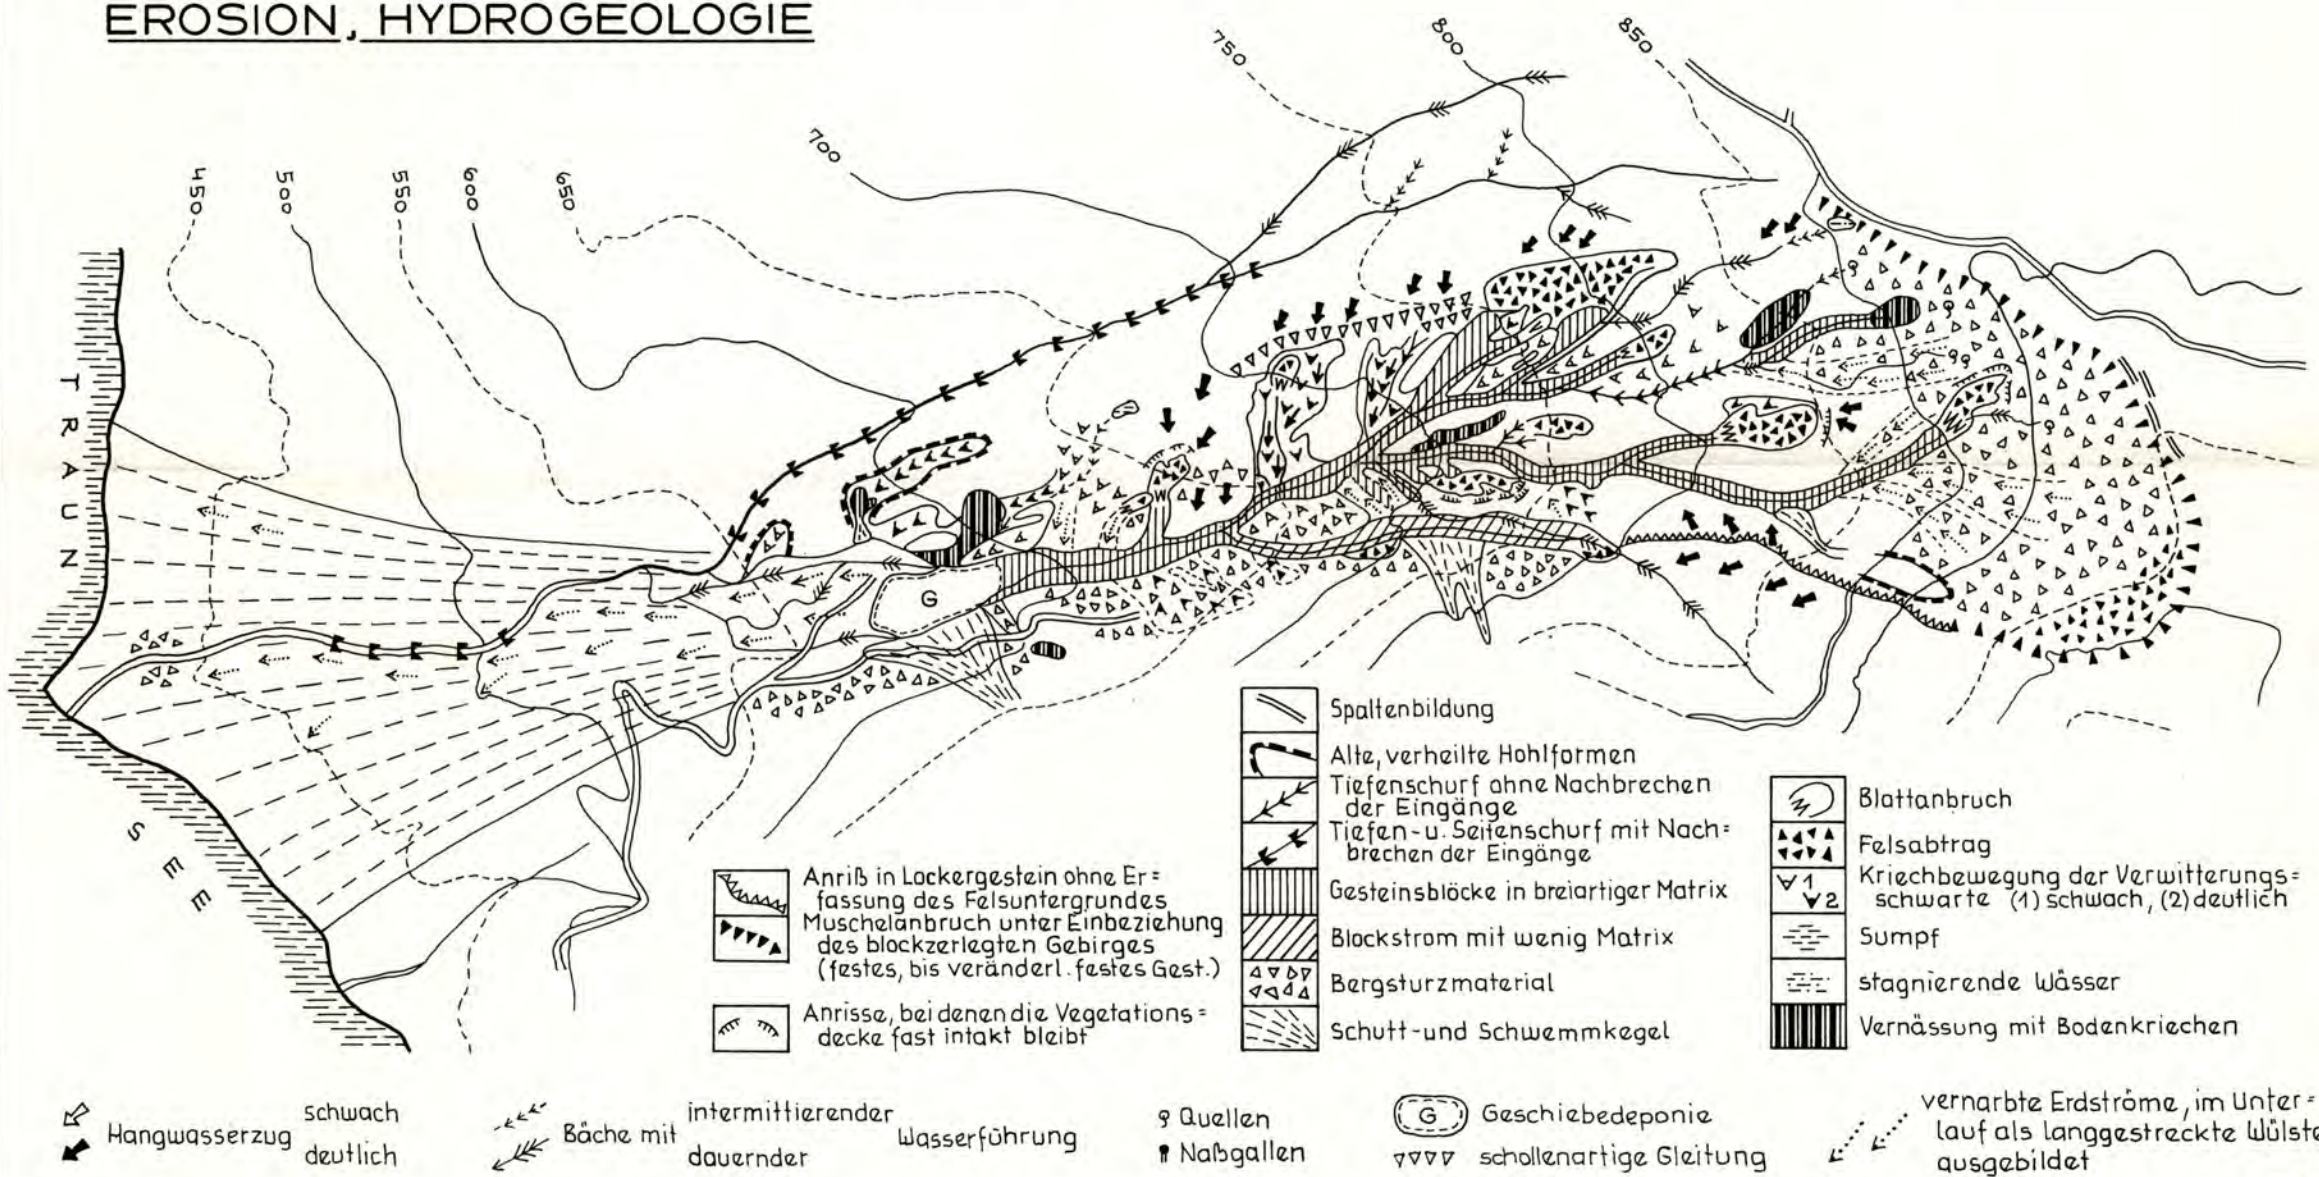 EROSION, HYDROGEOLOGIE
850
800
750
700
450
500
550
600
650
TRAUN
SEE
G
W
W
A
Spaltenbildung
Alte, verheilte Hohlformen
Tiefenschurf ohne Nachbrechen
der Eingänge
Tiefen- u. Seitenschurf mit Nach=
brechen der Eingänge
Gesteinsblöcke in breiartiger Matrix
Blockstrom mit wenig Matrix
Bergsturzmaterial
Schutt- und Schwemmkegel
Anriß in Lockergestein ohne Er=
fassung des Felsuntergrundes
Muschelanbruch unter Einbeziehung
des blockzerlegten Gebirges
(festes, bis veränderl. festes Gest.)
Anrisse, bei denen die Vegetations=
decke fast intakt bleibt
Blattanbruch
Felsabtrag
1
2
Kriechbewegung der Verwitterungs=
schwarte (1) schwach, (2) deutlich
Sumpf
stagnierende Wässer
Vernässung mit Bodenkriechen
Hangwasserzug
schwach
deutlich
Bäche mit
intermittierender
dauernder
Wasserführung
Quellen
Naßgallen
G
Geschiebedeponie
schollenartige Gleitung
vernarbte Erdströme, im Unter=
lauf als langgestreckte Wülste
ausgebildet